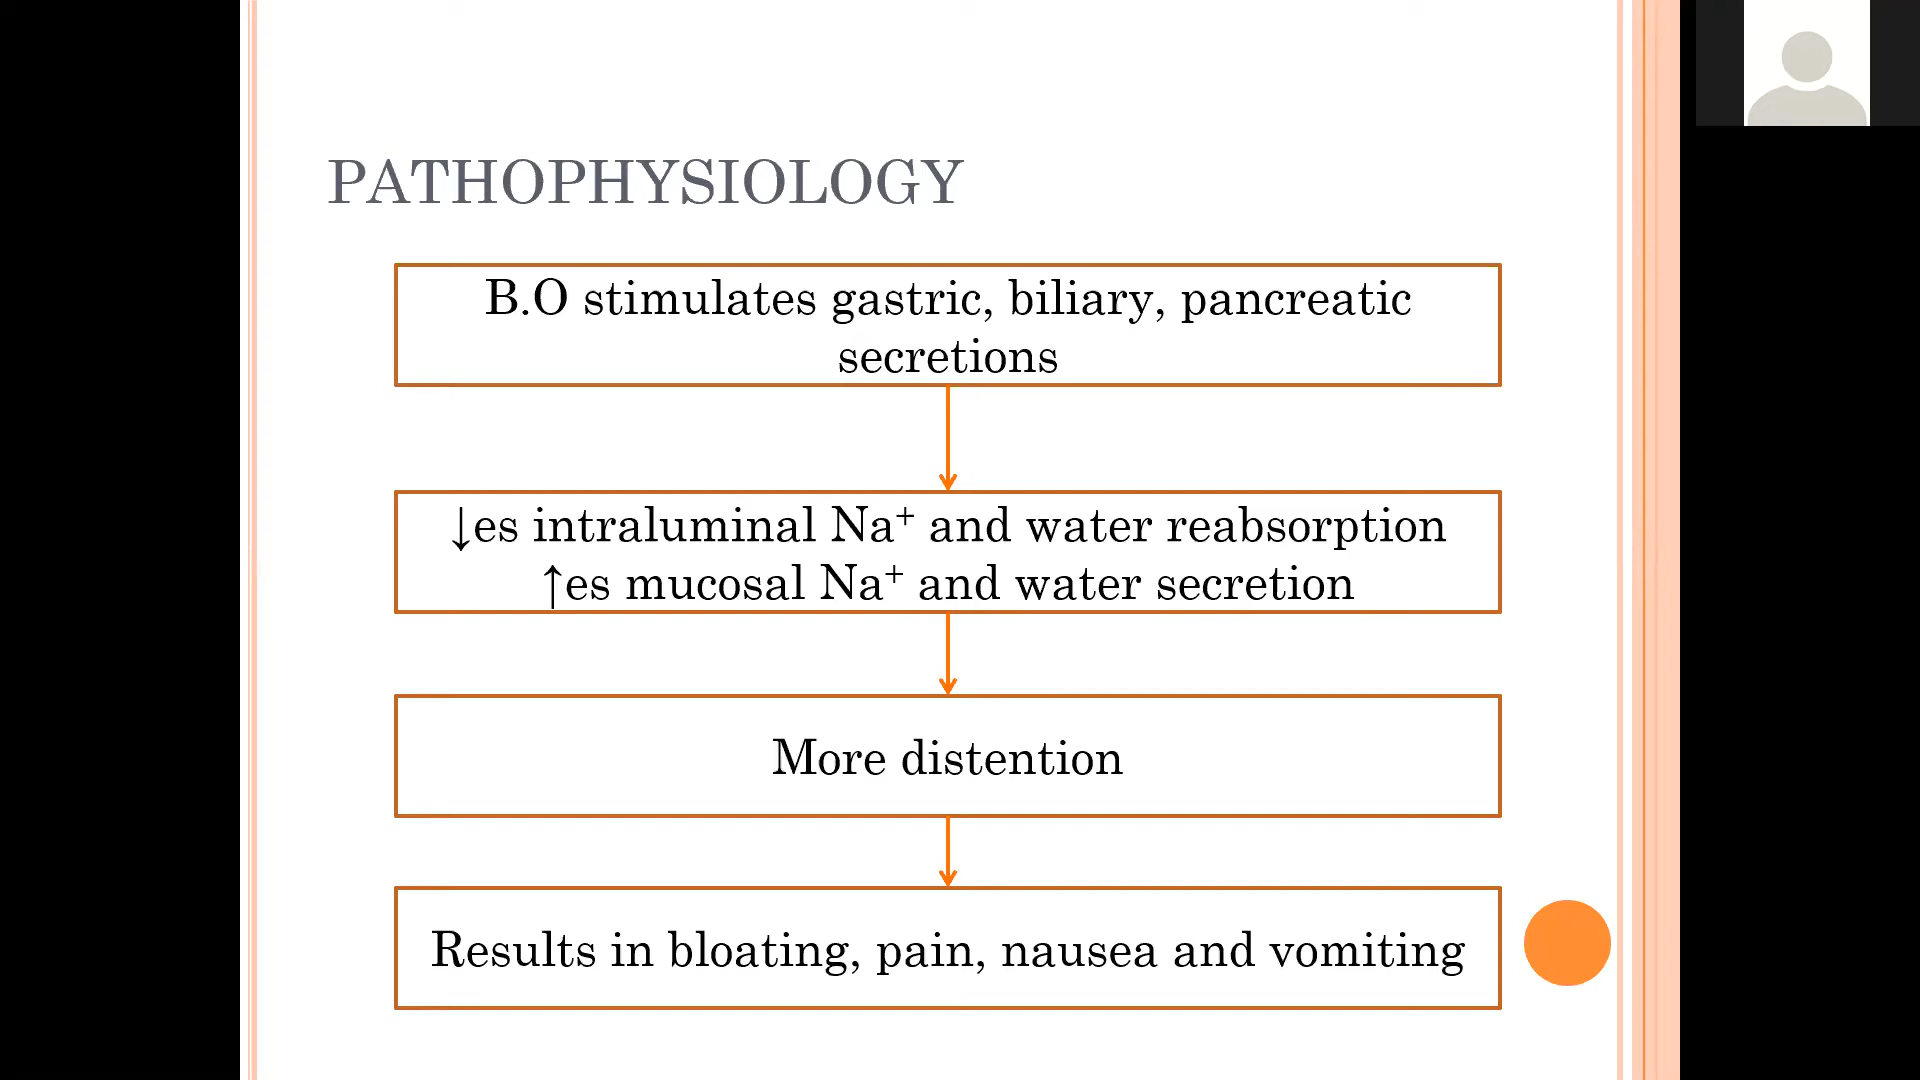 PATHOPHYSIOLOGY
B.O stimulates gastric, biliary, pancreatic
secretions
↓es intraluminal Na⁺ and water reabsorption
↑es mucosal Na⁺ and water secretion
More distention
Results in bloating, pain, nausea and vomiting